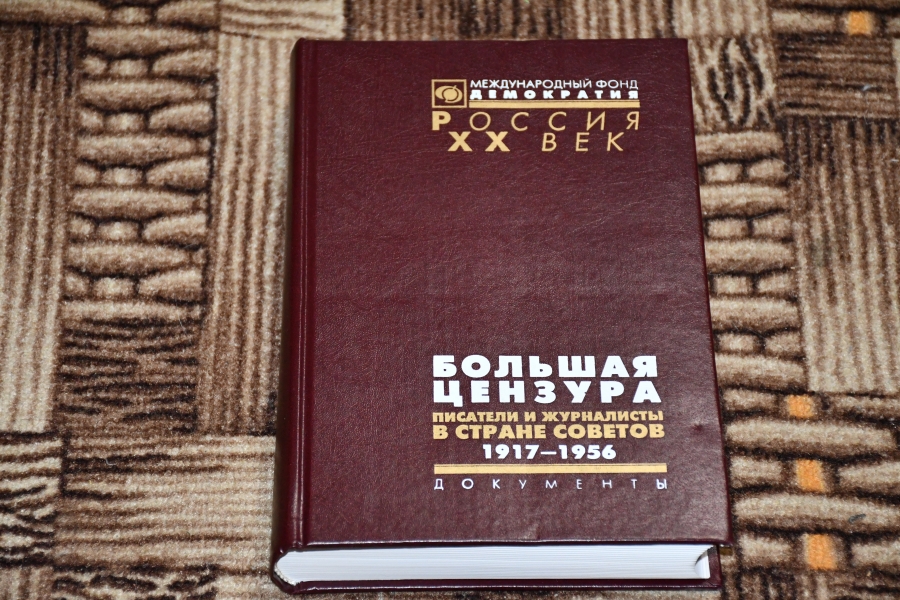 МЕЖДУНАРОДНЫЙ ФОНД
ДЕМОКРАТИЯ
РОССИЯ
XX ВЕК
БОЛЬШАЯ
ЦЕНЗУРА
ПИСАТЕЛИ И ЖУРНАЛИСТЫ
В СТРАНЕ СОВЕТОВ
1917–1956
ДОКУМЕНТЫ